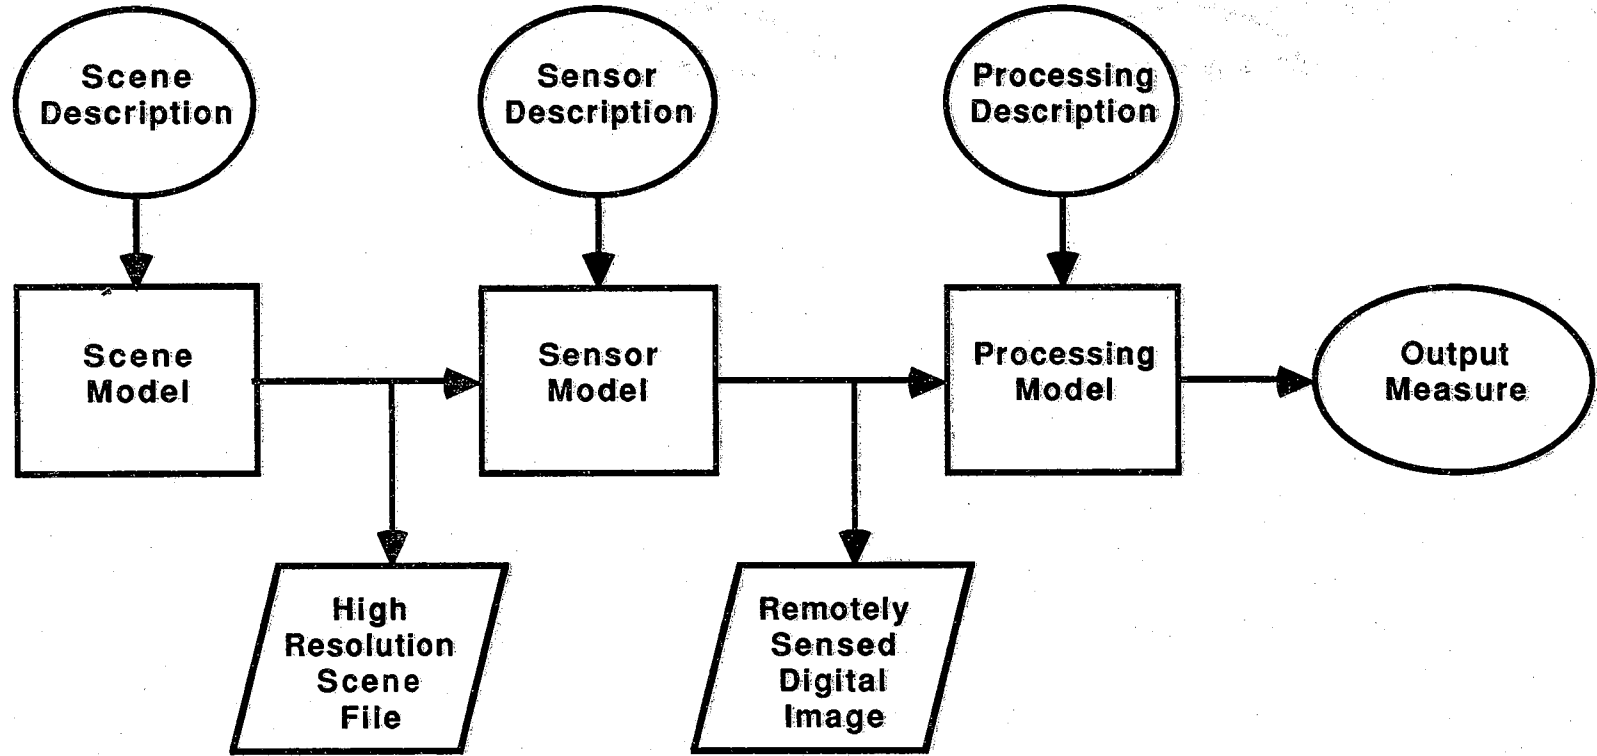 Scene
Description
Sensor
Description
Processing
Description
Scene
Model
Sensor
Model
Processing
Model
Output
Measure
High
Resolution
Scene
File
Remotely
Sensed
Digital
Image